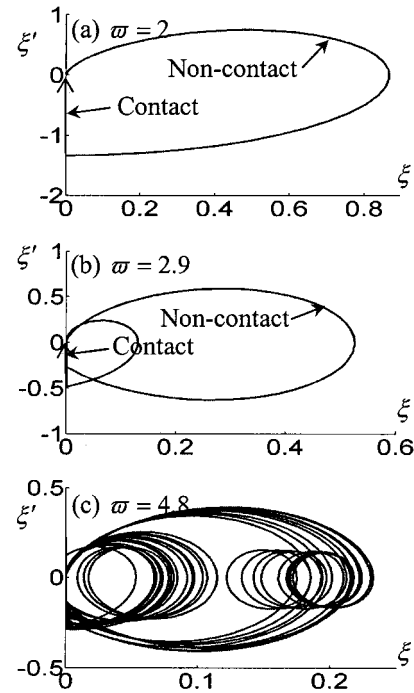 1
ξ′ (a) ϖ = 2
Non-contact
0
Contact
-1
-2
0 0.2 0.4 0.6 0.8 ξ
1
ξ′ (b) ϖ = 2.9
0.5
Non-contact
0
Contact
-0.5
-1
0 0.2 0.4 0.6 ξ
0.5
ξ′ (c) ϖ = 4.8
0
-0.5
0 0.1 0.2 ξ